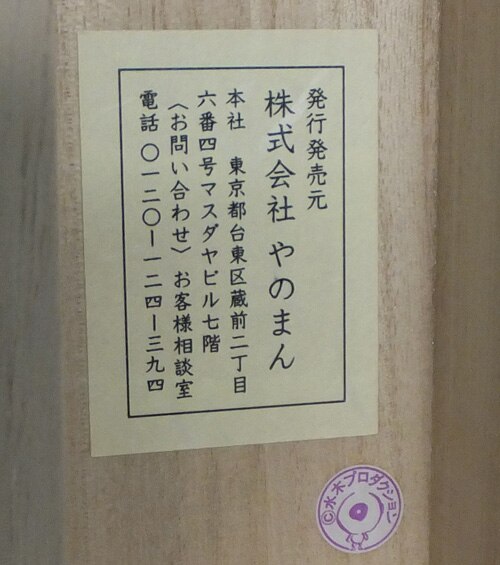 発行発売元
株式会社 やのまん
本社 東京都台東区蔵前二丁目
六番四号マスダヤビル七階
〈お問い合わせ〉お客様相談室
電話 〇一二〇ー一二四ー三九四
©水木プロダクション